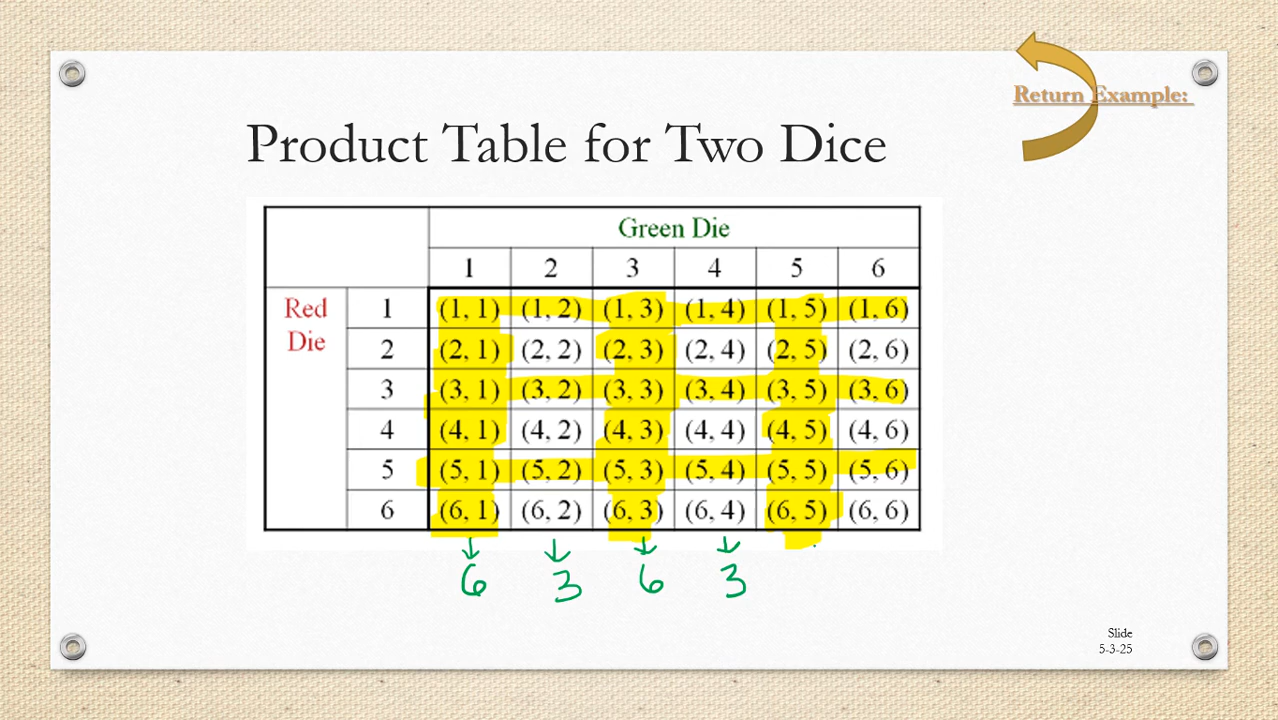 Return Example:
Product Table for Two Dice
Green Die
1 2 3 4 5 6
Red Die 1 (1, 1) (1, 2) (1, 3) (1, 4) (1, 5) (1, 6)
2 (2, 1) (2, 2) (2, 3) (2, 4) (2, 5) (2, 6)
3 (3, 1) (3, 2) (3, 3) (3, 4) (3, 5) (3, 6)
4 (4, 1) (4, 2) (4, 3) (4, 4) (4, 5) (4, 6)
5 (5, 1) (5, 2) (5, 3) (5, 4) (5, 5) (5, 6)
6 (6, 1) (6, 2) (6, 3) (6, 4) (6, 5) (6, 6)
6 3 6 3
Slide
5-3-25